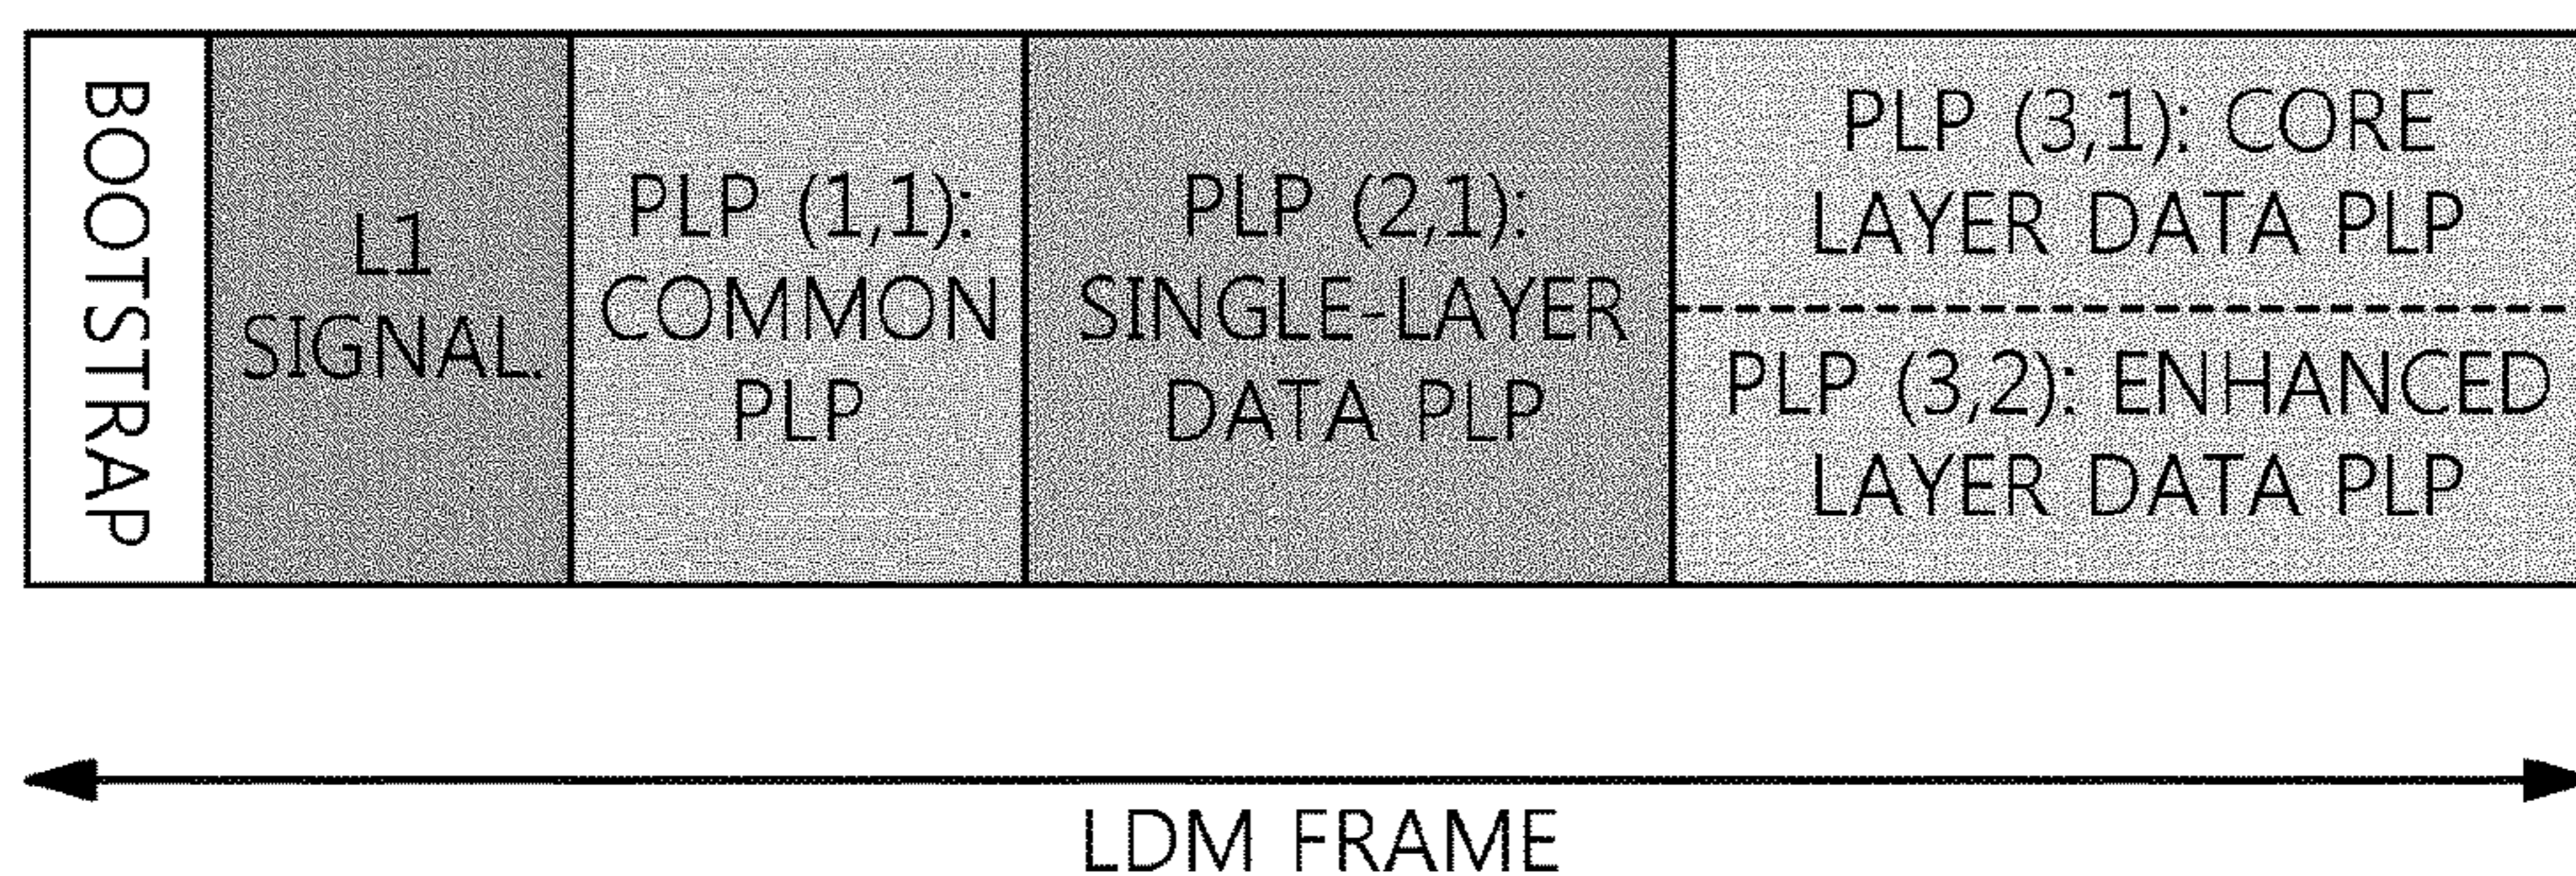 BOOTSTRAP
L1
SIGNAL.
PLP (1,1):
COMMON
PLP
PLP (2,1):
SINGLE-LAYER
DATA PLP
PLP (3,1): CORE
LAYER DATA PLP
PLP (3,2): ENHANCED
LAYER DATA PLP
LDM FRAME